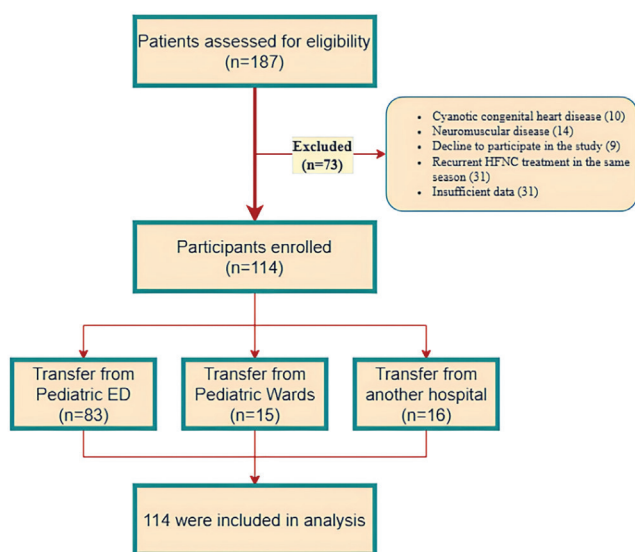 Patients assessed for eligibility
(n=187)
Excluded
(n=73)
• Cyanotic congenital heart disease (10)
• Neuromuscular disease (14)
• Decline to participate in the study (9)
• Recurrent HFNC treatment in the same
season (31)
• Insufficient data (31)
Participants enrolled
(n=114)
Transfer from
Pediatric ED
(n=83)
Transfer from
Pediatric Wards
(n=15)
Transfer from
another hospital
(n=16)
114 were included in analysis